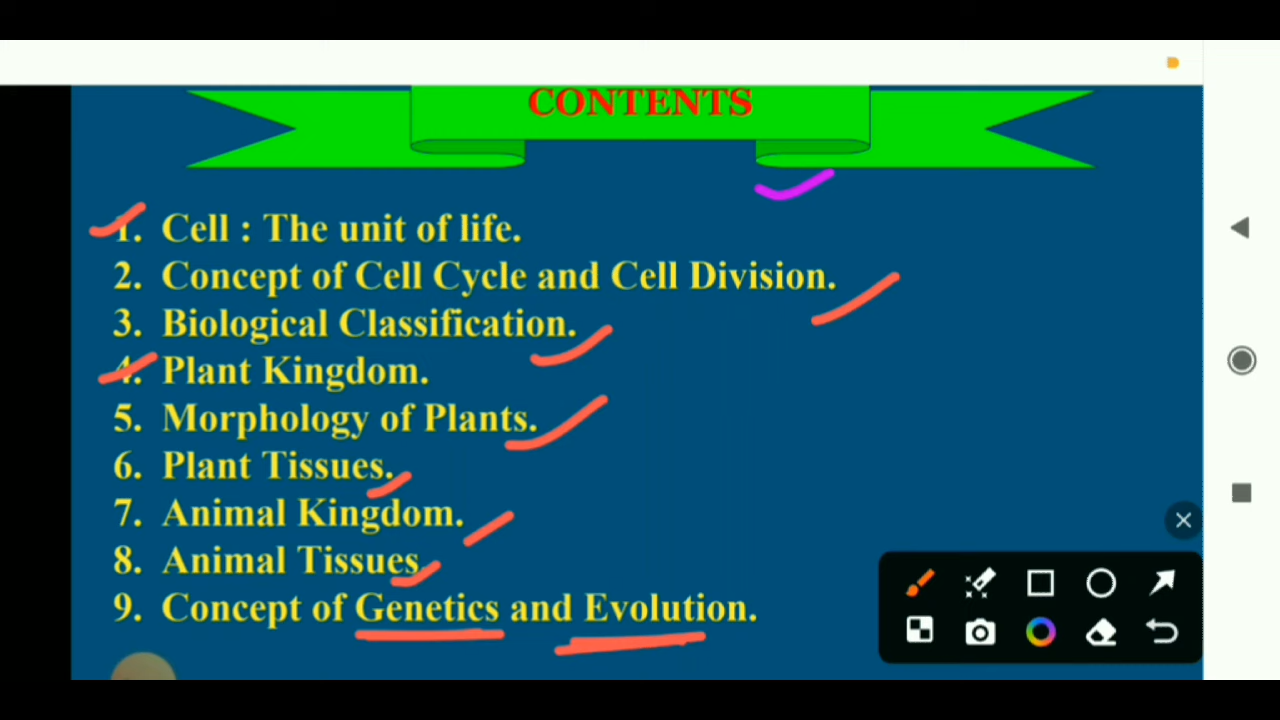 CONTENTS
1. Cell : The unit of life.
2. Concept of Cell Cycle and Cell Division.
3. Biological Classification.
4. Plant Kingdom.
5. Morphology of Plants.
6. Plant Tissues.
7. Animal Kingdom.
8. Animal Tissues.
9. Concept of Genetics and Evolution.